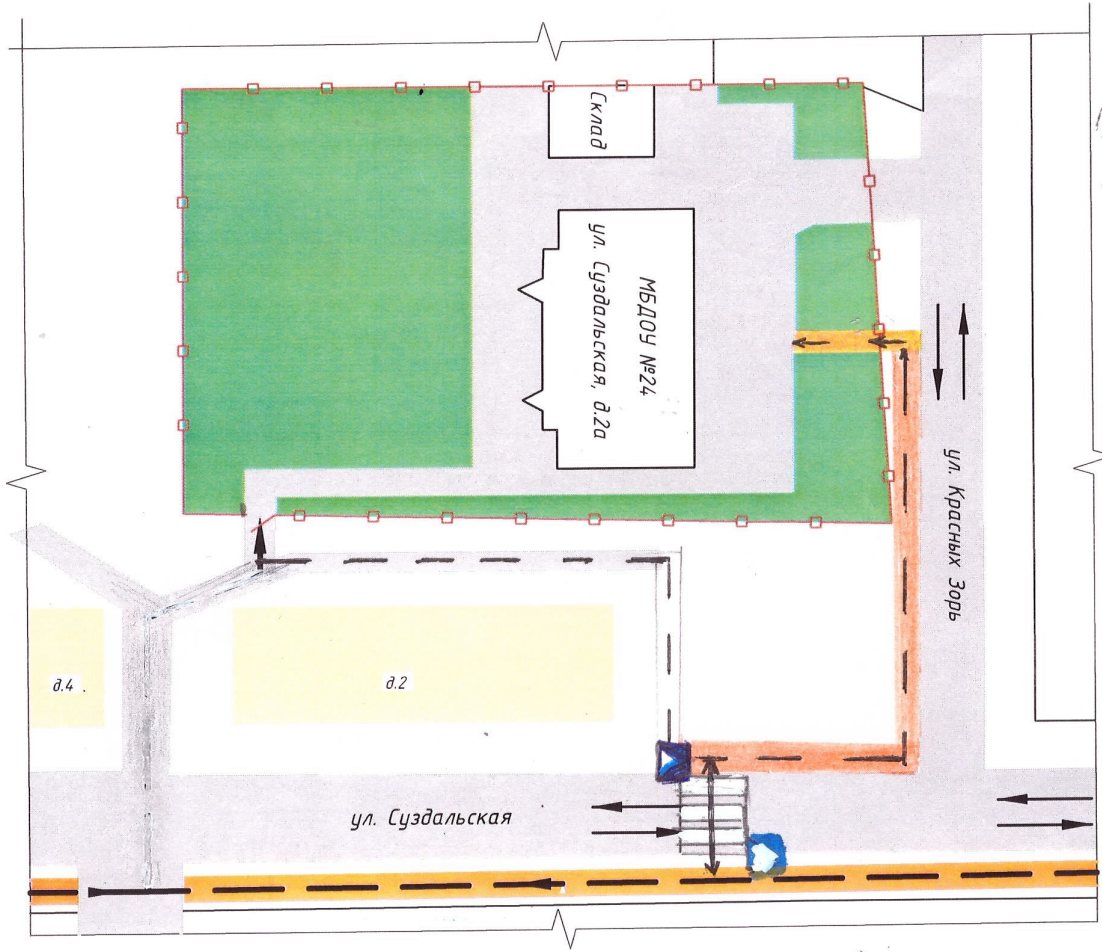 Склад
МБДОУ №24
ул. Суздальская, д.2а
ул. Красных Зорь
д.4
д.2
ул. Суздальская